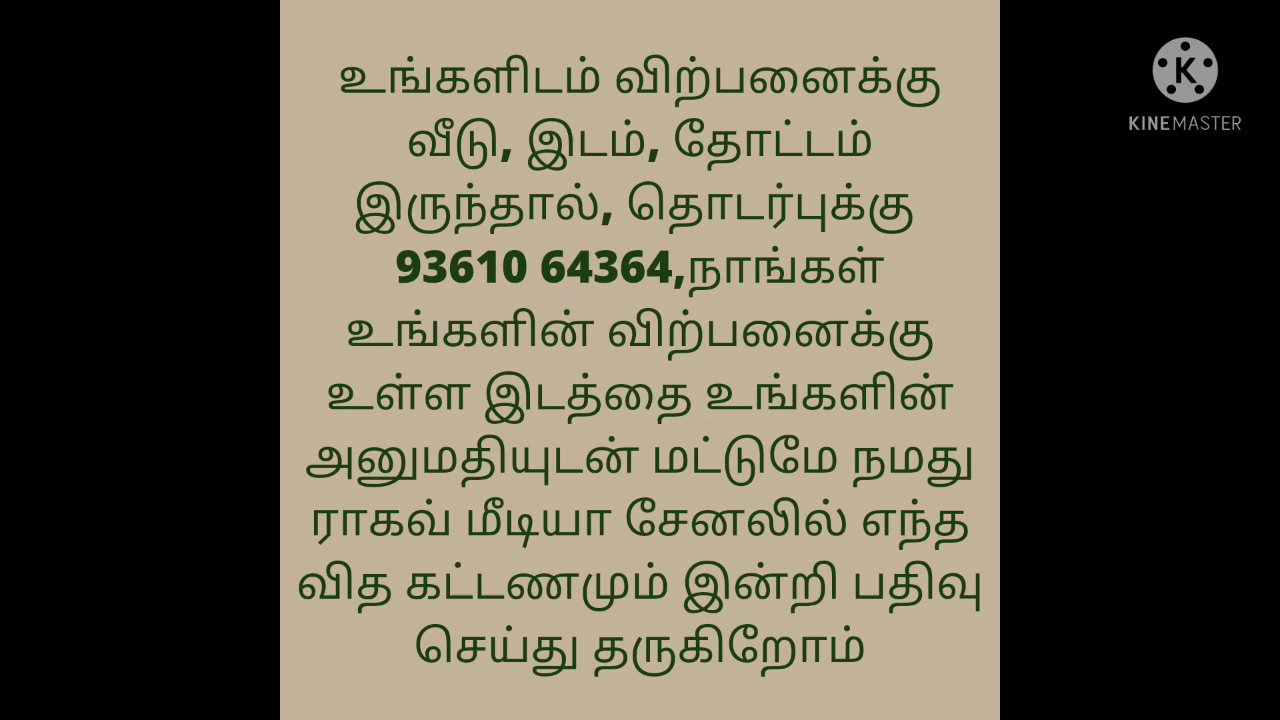 உங்களிடம் விற்பனைக்கு
வீடு, இடம், தோட்டம்
இருந்தால், தொடர்புக்கு
93610 64364,நாங்கள்
உங்களின் விற்பனைக்கு
உள்ள இடத்தை உங்களின்
அனுமதியுடன் மட்டுமே நமது
ராகவ் மீடியா சேனலில் எந்த
வித கட்டணமும் இன்றி பதிவு
செய்து தருகிறோம்
K
KINEMASTER